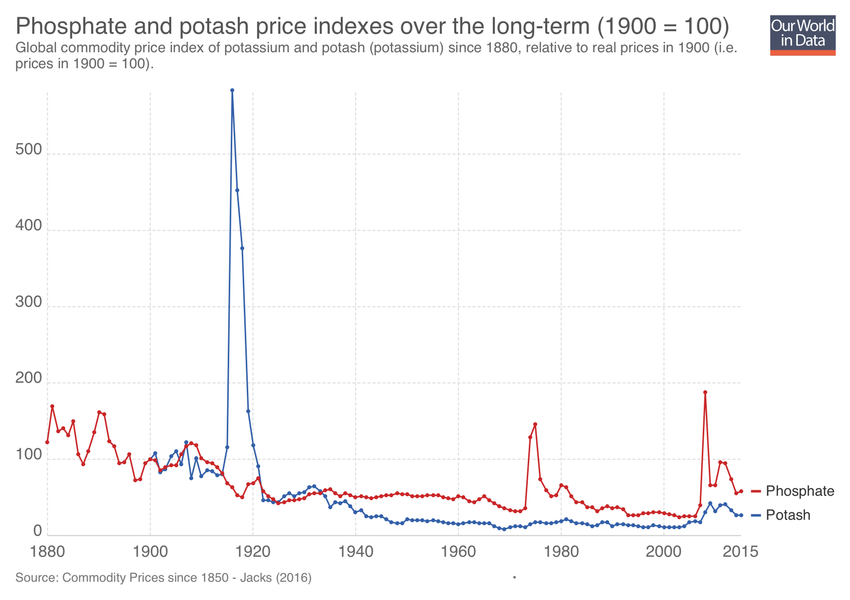 Phosphate and potash price indexes over the long-term (1900 = 100)
Our World
in Data
Global commodity price index of potassium and potash (potassium) since 1880, relative to real prices in 1900 (i.e.
prices in 1900 = 100).
500
400
300
200
100
0
Phosphate
Potash
1880 1900 1920 1940 1960 1980 2000 2015
Source: Commodity Prices since 1850 - Jacks (2016)